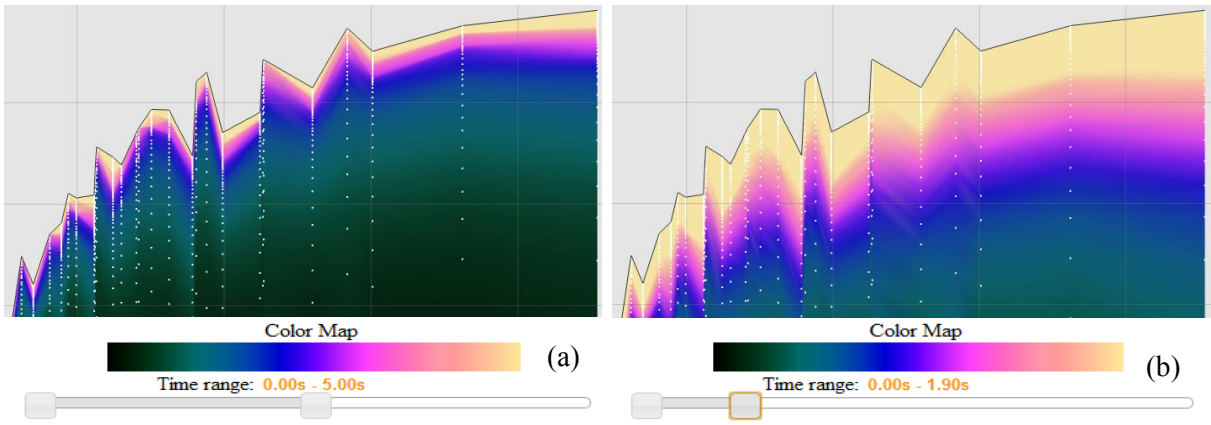 Color Map
(a)
Time range: 0.00s - 5.00s
Color Map
(b)
Time range: 0.00s - 1.90s